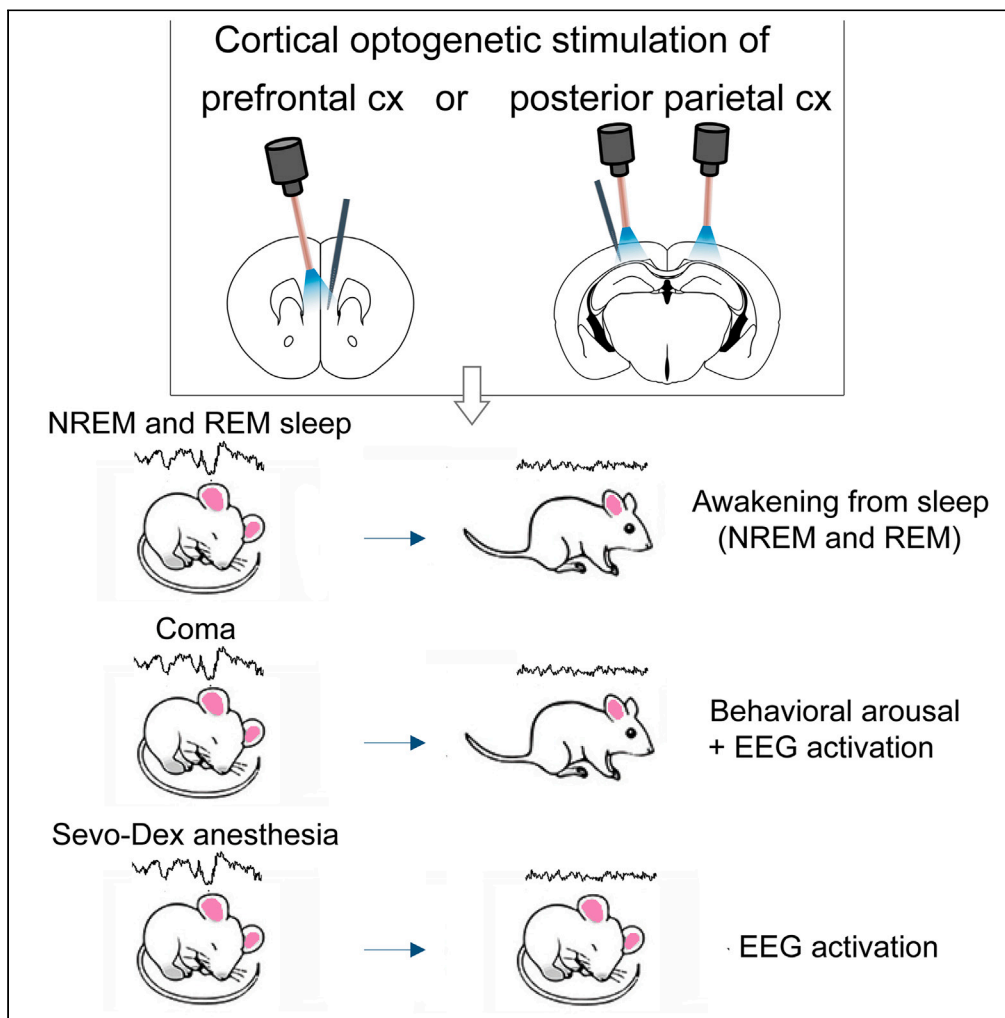 Cortical optogenetic stimulation of
prefrontal cx or posterior parietal cx
NREM and REM sleep
Awakening from sleep
(NREM and REM)
Coma
Behavioral arousal
+ EEG activation
Sevo-Dex anesthesia
EEG activation